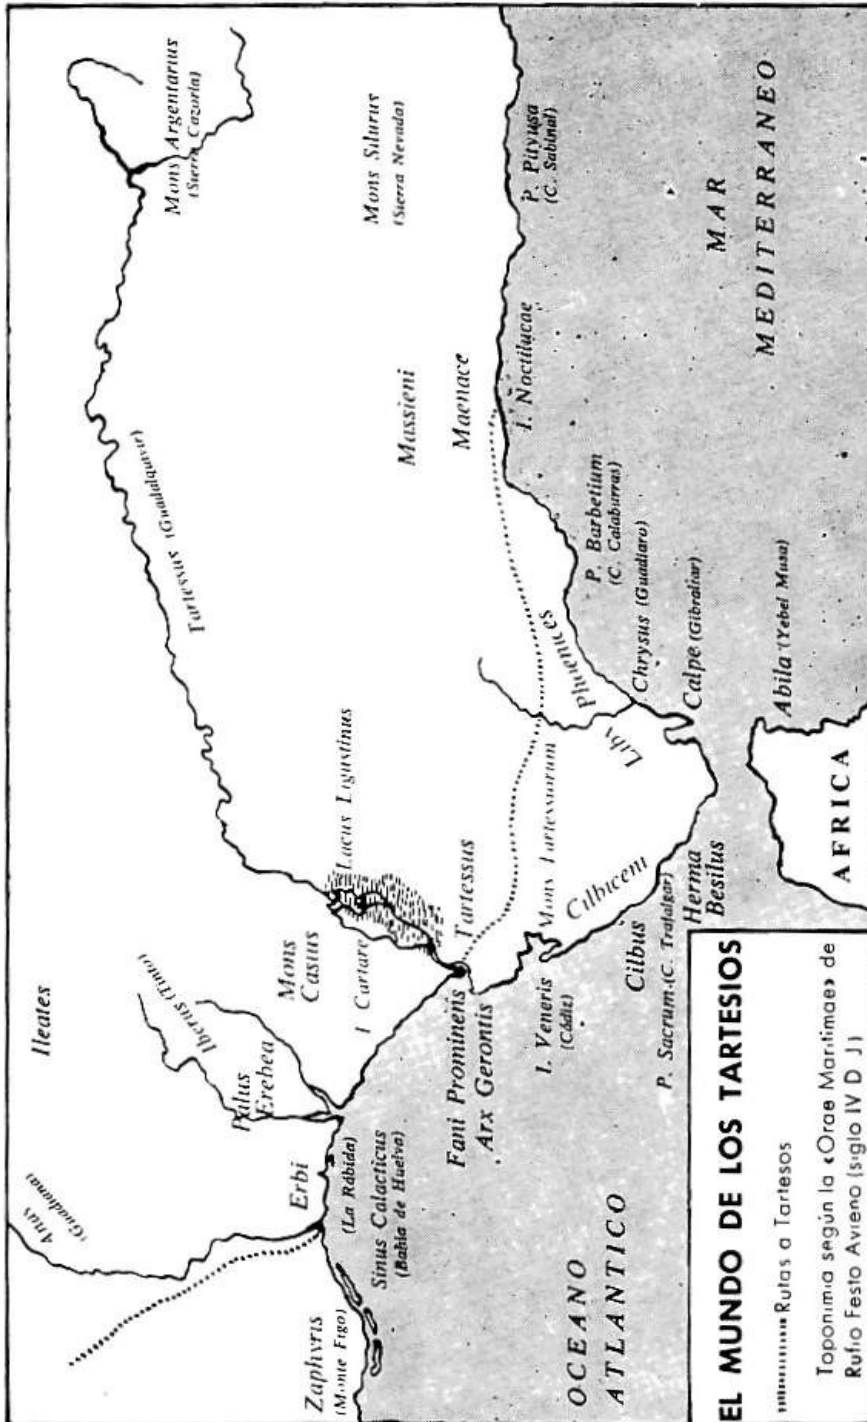 Mons Argentarius
(Sierra Cazorla)
Mons Silurus
(Sierra Nevada)
P. Pityusa
(C. Sabinal)
MAR
MEDITERRANEO
Tartessus (Guadalquivir)
Massieni
Maenace
I. Noctilucae
P. Barbetium
(C. Calaburras)
Chrysus (Guadiaro)
Calpe (Gibraltar)
Abila (Yebel Musa)
AFRICA
Libi
Phoenices
Lacus Ligustinus
Tartessus
Mons Tartessiorum
Cilbiceni
Herma
Besilus
Cilbus
P. Sacrum (C. Trafalgar)
I. Veneris
(Cádiz)
Fani Prominens
Arx Gerontis
I Cartare
Mons
Casius
Ileates
Iberus (Tinto)
Palus
Erebea
Anas
(Guadiana)
Erbi
(La Rábida)
Sinus Calacticus
(Bahía de Huelva)
Zaphyris
(Monte Figo)
OCEANO
ATLANTICO
EL MUNDO DE LOS TARTESIOS
Rutas a Tartesos
Toponimia según la «Orae Maritimae» de
Rufio Festo Avieno (siglo IV D J)